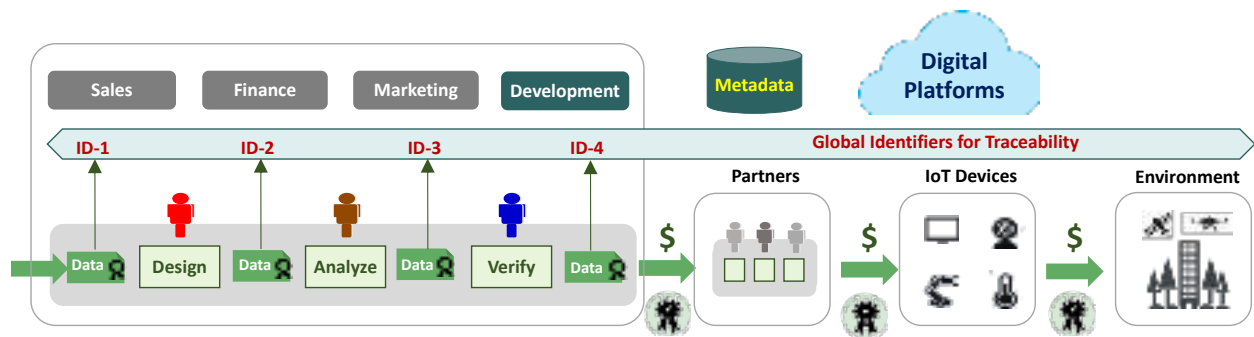 Sales
Finance
Marketing
Development
Metadata
Digital
Platforms
ID-1
ID-2
ID-3
ID-4
Global Identifiers for Traceability
Partners
IoT Devices
Environment
$
$
$
Data
Design
Data
Analyze
Data
Verify
Data